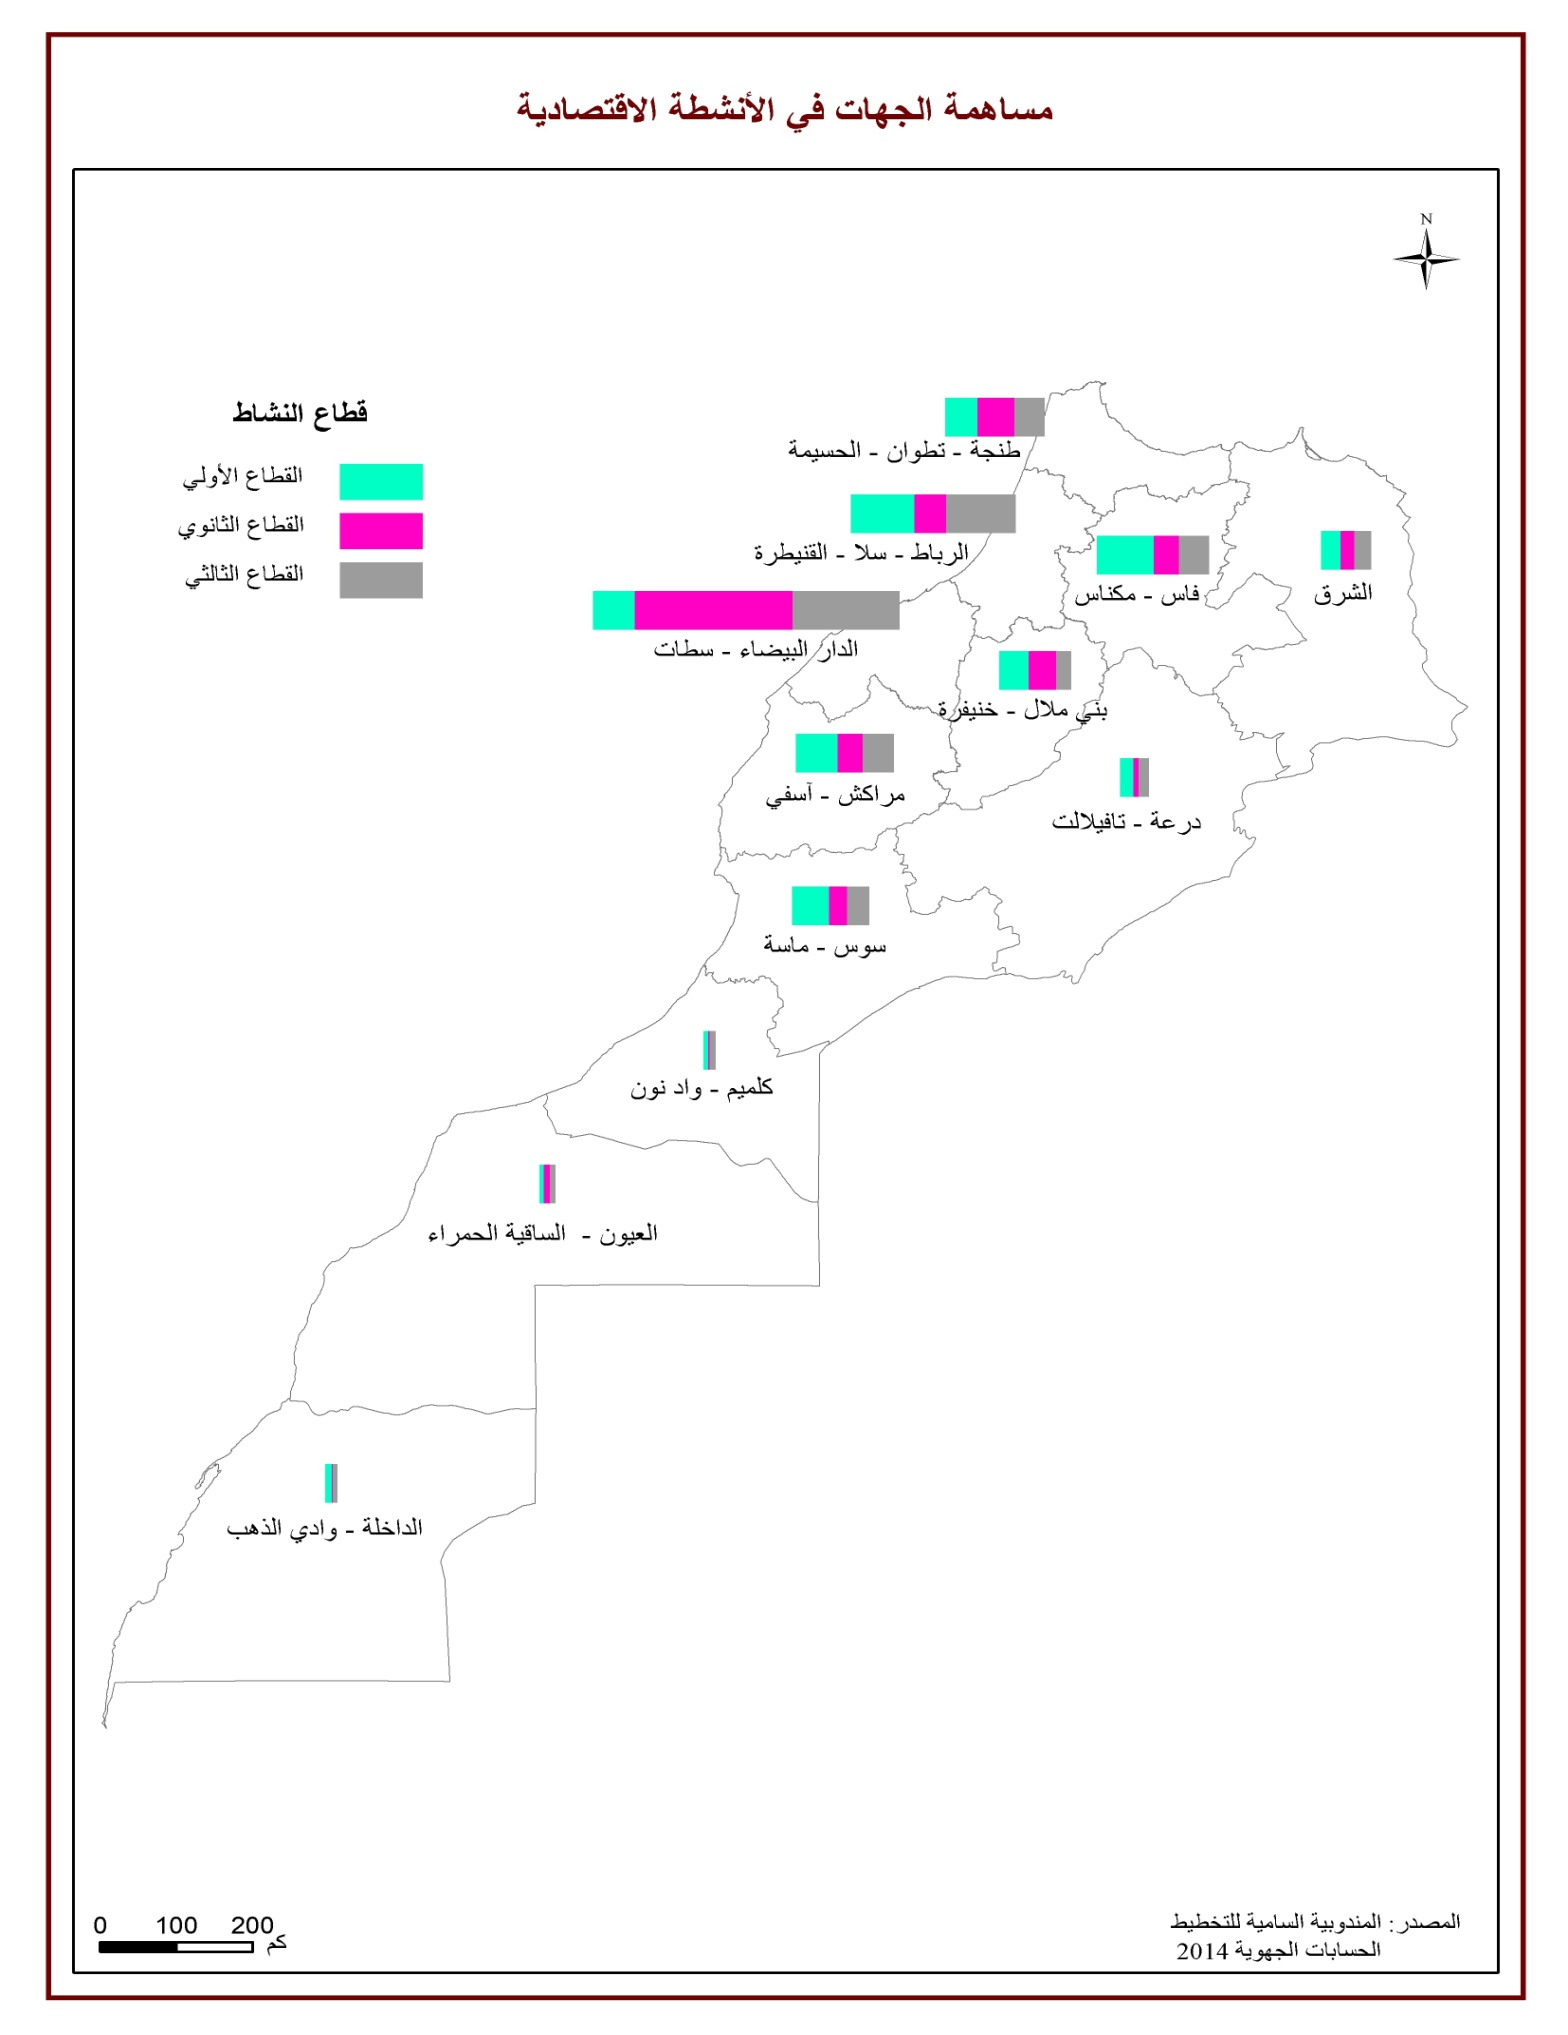 مساهمة الجهات في الأنشطة الاقتصادية
N
قطاع النشاط
القطاع الأولي
القطاع الثانوي
القطاع الثالثي
طنجة - تطوان - الحسيمة
الرباط - سلا - القنيطرة
فاس - مكناس
الشرق
الدار البيضاء - سطات
بني ملال - خنيفرة
مراكش - آسفي
درعة - تافيلالت
سوس - ماسة
كلميم - واد نون
العيون - الساقية الحمراء
الداخلة - وادي الذهب
0 100 200
كم
المصدر: المندوبية السامية للتخطيط
الحسابات الجهوية 2014